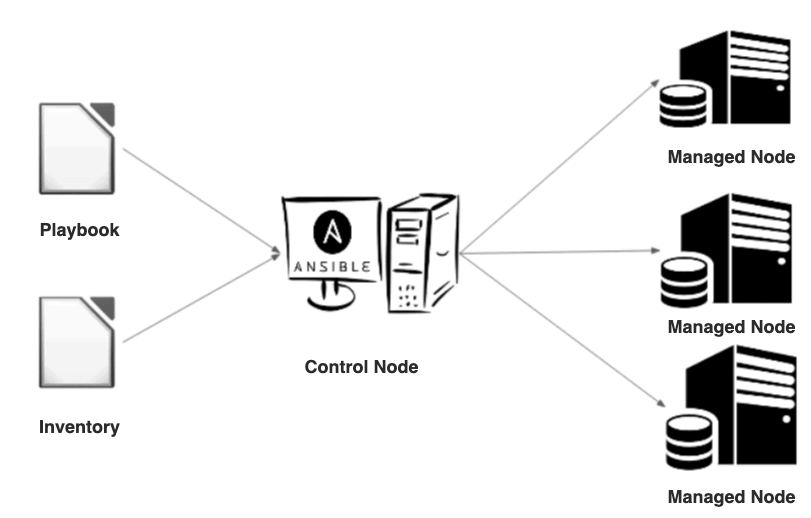 Managed Node
Playbook
ANSIBLE
Managed Node
Control Node
Inventory
Managed Node